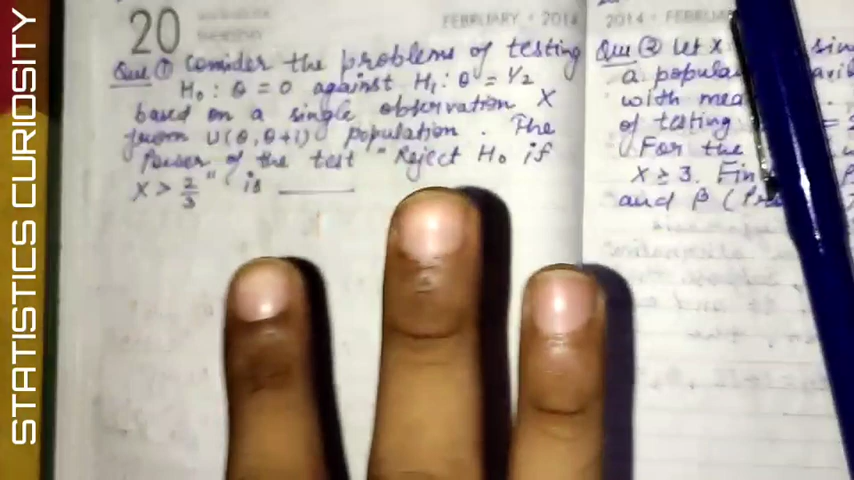 STATISTICS CURIOSITY
20
FEBRUARY • 2014
Que ① Consider the problems of testing
H₀ : θ = 0 against H₁ : θ = 1/2
based on a single observation X
from U(θ, θ+1) population. The
Power of the test "Reject H₀ if
X > 2/3" is ______
2014 • FEBRUA
Que ② Let X
a popula
with mea
of testing
For the
X ≥ 3. Fin
and β (Pr